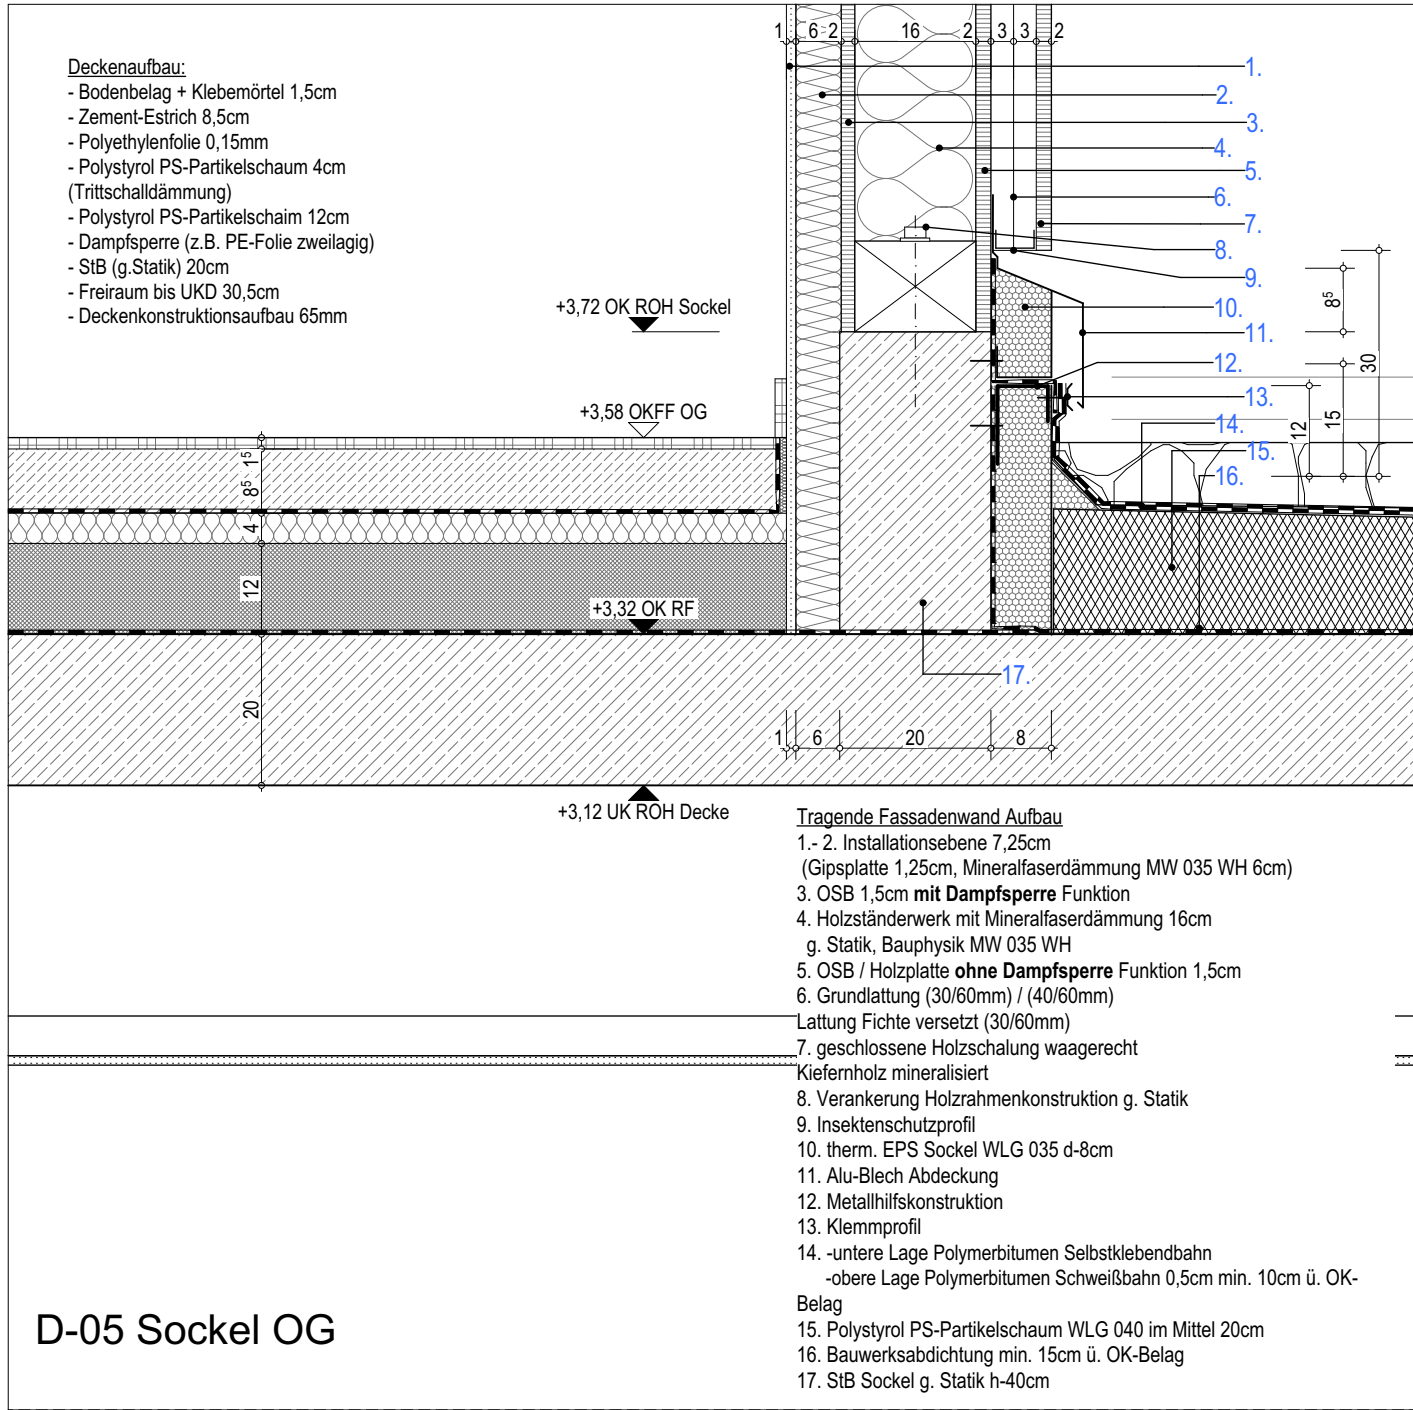 1 6 2 16 2 3 3 2
Deckenaufbau:
- Bodenbelag + Klebemörtel 1,5cm
- Zement-Estrich 8,5cm
- Polyethylenfolie 0,15mm
- Polystyrol PS-Partikelschaum 4cm
(Trittschalldämmung)
- Polystyrol PS-Partikelschaim 12cm
- Dampfsperre (z.B. PE-Folie zweilagig)
- StB (g.Statik) 20cm
- Freiraum bis UKD 30,5cm
- Deckenkonstruktionsaufbau 65mm
1.
2.
3.
4.
5.
6.
7.
8.
9.
10.
11.
12.
13.
14.
15.
16.
17.
8⁵
30
15
12
+3,72 OK ROH Sockel
+3,58 OKFF OG
1⁵
8⁵
4
12
20
+3,32 OK RF
1 6 20 8
+3,12 UK ROH Decke
Tragende Fassadenwand Aufbau
1.- 2. Installationsebene 7,25cm
(Gipsplatte 1,25cm, Mineralfaserdämmung MW 035 WH 6cm)
3. OSB 1,5cm mit Dampfsperre Funktion
4. Holzständerwerk mit Mineralfaserdämmung 16cm
g. Statik, Bauphysik MW 035 WH
5. OSB / Holzplatte ohne Dampfsperre Funktion 1,5cm
6. Grundlattung (30/60mm) / (40/60mm)
Lattung Fichte versetzt (30/60mm)
7. geschlossene Holzschalung waagerecht
Kiefernholz mineralisiert
8. Verankerung Holzrahmenkonstruktion g. Statik
9. Insektenschutzprofil
10. therm. EPS Sockel WLG 035 d-8cm
11. Alu-Blech Abdeckung
12. Metallhilfskonstruktion
13. Klemmprofil
14. -untere Lage Polymerbitumen Selbstklebendbahn
-obere Lage Polymerbitumen Schweißbahn 0,5cm min. 10cm ü. OK-
Belag
15. Polystyrol PS-Partikelschaum WLG 040 im Mittel 20cm
16. Bauwerksabdichtung min. 15cm ü. OK-Belag
17. StB Sockel g. Statik h-40cm
D-05 Sockel OG